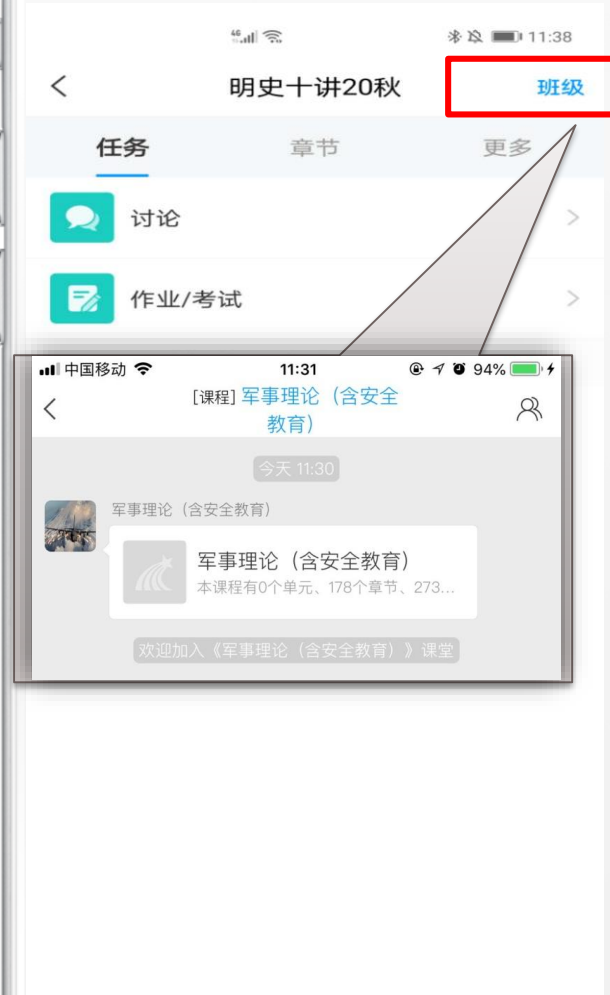 46 11:38
明史十讲20秋 班级
任务 章节 更多
讨论
作业/考试
中国移动 11:31 94%
[课程] 军事理论（含安全
教育）
今天 11:30
军事理论（含安全教育）
军事理论（含安全教育）
本课程有0个单元、178个章节、273...
欢迎加入《军事理论（含安全教育）》课堂